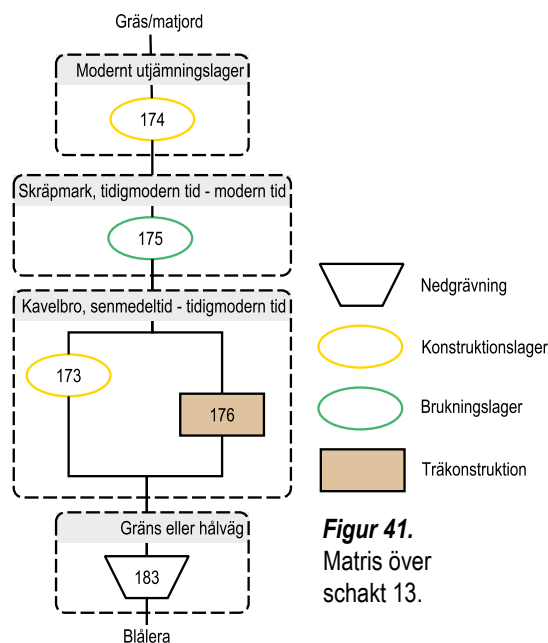 Gräs/matjord
Modernt utjämningslager
174
Skräpmark, tidigmodern tid - modern tid
175
Kavelbro, senmedeltid - tidigmodern tid
173
176
Gräns eller hålväg
183
Blålera
Nedgrävning
Konstruktionslager
Brukningslager
Träkonstruktion
Figur 41.
Matris över
schakt 13.